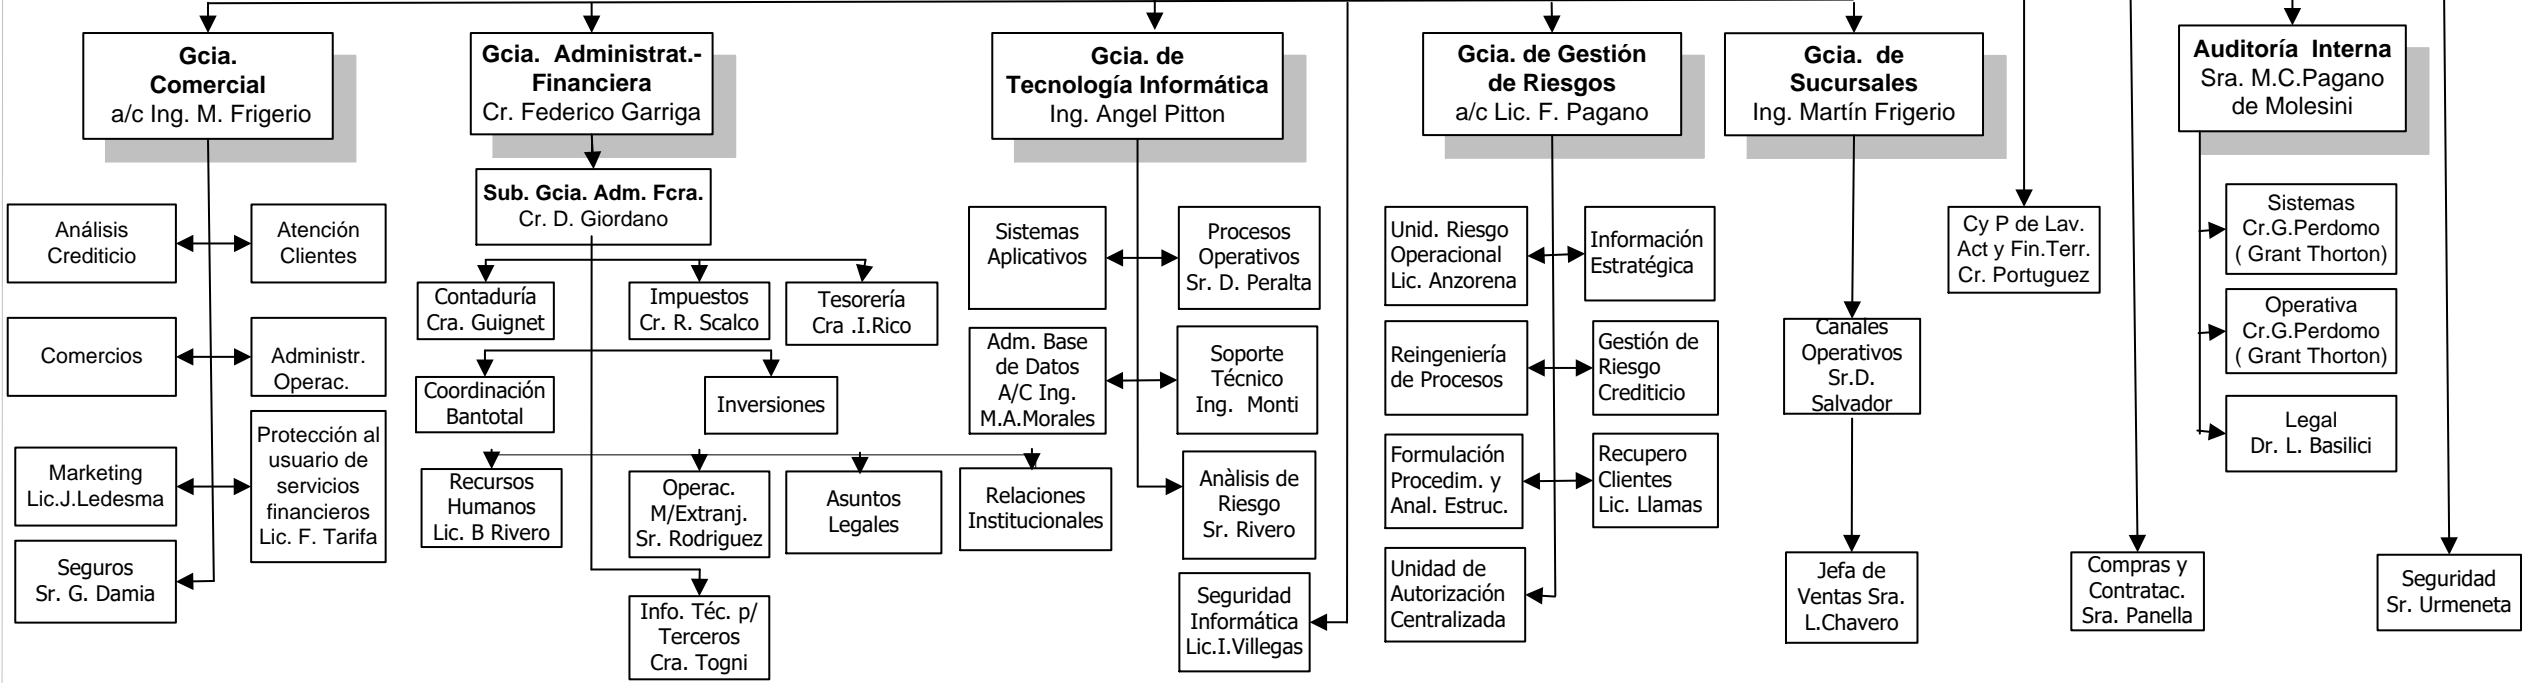 Gcia.
Comercial
a/c Ing. M. Frigerio
Gcia. Administrat.-
Financiera
Cr. Federico Garriga
Gcia. de
Tecnología Informática
Ing. Angel Pitton
Gcia. de Gestión
de Riesgos
a/c Lic. F. Pagano
Gcia. de
Sucursales
Ing. Martín Frigerio
Auditoría Interna
Sra. M.C.Pagano
de Molesini
Sub. Gcia. Adm. Fcra.
Cr. D. Giordano
Análisis
Crediticio
Atención
Clientes
Comercios
Administr.
Operac.
Marketing
Lic.J.Ledesma
Protección al
usuario de
servicios
financieros
Lic. F. Tarifa
Seguros
Sr. G. Damia
Contaduría
Cra. Guignet
Impuestos
Cr. R. Scalco
Tesorería
Cra .I.Rico
Coordinación
Bantotal
Inversiones
Recursos
Humanos
Lic. B Rivero
Operac.
M/Extranj.
Sr. Rodriguez
Asuntos
Legales
Relaciones
Institucionales
Info. Téc. p/
Terceros
Cra. Togni
Sistemas
Aplicativos
Procesos
Operativos
Sr. D. Peralta
Adm. Base
de Datos
A/C Ing.
M.A.Morales
Soporte
Técnico
Ing. Monti
Anàlisis de
Riesgo
Sr. Rivero
Seguridad
Informática
Lic.I.Villegas
Unid. Riesgo
Operacional
Lic. Anzorena
Información
Estratégica
Reingeniería
de Procesos
Gestión de
Riesgo
Crediticio
Formulación
Procedim. y
Anal. Estruc.
Recupero
Clientes
Lic. Llamas
Unidad de
Autorización
Centralizada
Canales
Operativos
Sr.D.
Salvador
Jefa de
Ventas Sra.
L.Chavero
Cy P de Lav.
Act y Fin.Terr.
Cr. Portuguez
Compras y
Contratac.
Sra. Panella
Sistemas
Cr.G.Perdomo
( Grant Thorton)
Operativa
Cr.G.Perdomo
( Grant Thorton)
Legal
Dr. L. Basilici
Seguridad
Sr. Urmeneta